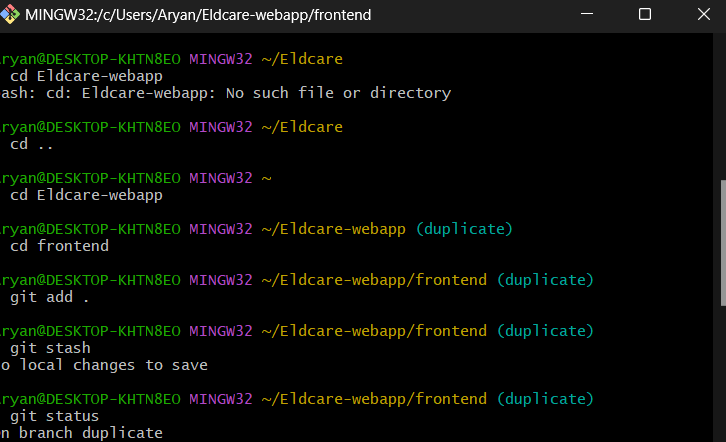 MINGW32:/c/Users/Aryan/Eldcare-webapp/frontend
ryan@DESKTOP-KHTN8EO MINGW32 ~/Eldcare
cd Eldcare-webapp
ash: cd: Eldcare-webapp: No such file or directory
ryan@DESKTOP-KHTN8EO MINGW32 ~/Eldcare
cd ..
ryan@DESKTOP-KHTN8EO MINGW32 ~
cd Eldcare-webapp
ryan@DESKTOP-KHTN8EO MINGW32 ~/Eldcare-webapp (duplicate)
cd frontend
ryan@DESKTOP-KHTN8EO MINGW32 ~/Eldcare-webapp/frontend (duplicate)
git add .
ryan@DESKTOP-KHTN8EO MINGW32 ~/Eldcare-webapp/frontend (duplicate)
git stash
o local changes to save
ryan@DESKTOP-KHTN8EO MINGW32 ~/Eldcare-webapp/frontend (duplicate)
git status
n branch duplicate